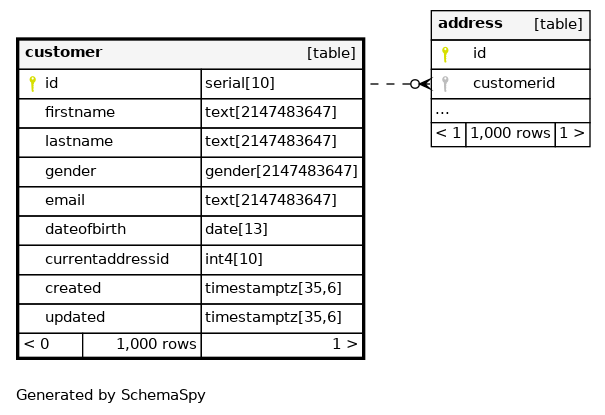 customer [table]
id serial[10]
firstname text[2147483647]
lastname text[2147483647]
gender gender[2147483647]
email text[2147483647]
dateofbirth date[13]
currentaddressid int4[10]
created timestamptz[35,6]
updated timestamptz[35,6]
< 0 1,000 rows 1 >
address [table]
id
customerid
...
< 1 1,000 rows 1 >
Generated by SchemaSpy